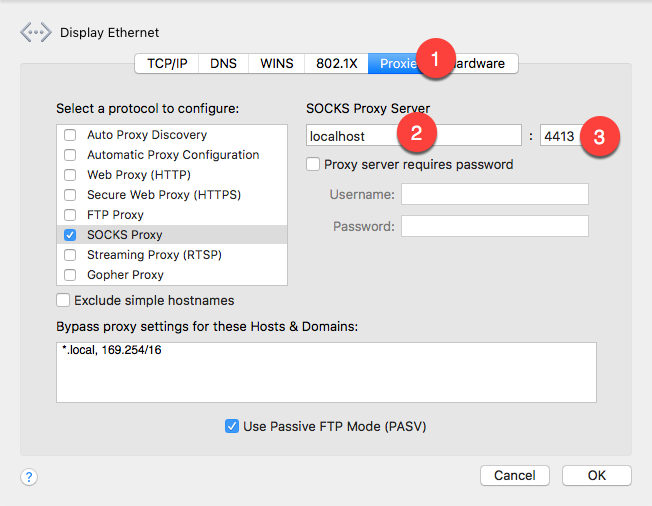 Display Ethernet
TCP/IP DNS WINS 802.1X Proxie 1 ardware
Select a protocol to configure:
Auto Proxy Discovery
Automatic Proxy Configuration
Web Proxy (HTTP)
Secure Web Proxy (HTTPS)
FTP Proxy
SOCKS Proxy
Streaming Proxy (RTSP)
Gopher Proxy
Exclude simple hostnames
SOCKS Proxy Server
localhost 2 : 4413 3
Proxy server requires password
Username:
Password:
Bypass proxy settings for these Hosts & Domains:
*.local, 169.254/16
Use Passive FTP Mode (PASV)
? Cancel OK